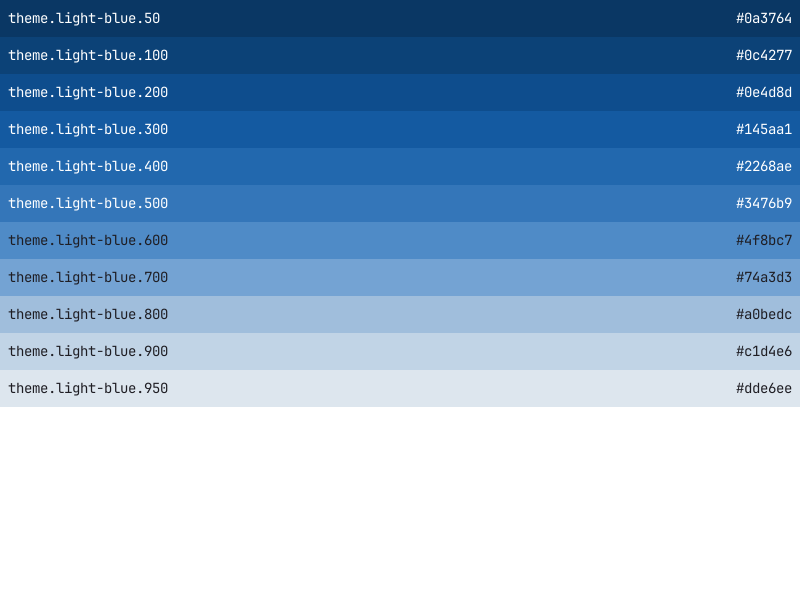 theme.light-blue.50 #0a3764
theme.light-blue.100 #0c4277
theme.light-blue.200 #0e4d8d
theme.light-blue.300 #145aa1
theme.light-blue.400 #2268ae
theme.light-blue.500 #3476b9
theme.light-blue.600 #4f8bc7
theme.light-blue.700 #74a3d3
theme.light-blue.800 #a0bedc
theme.light-blue.900 #c1d4e6
theme.light-blue.950 #dde6ee